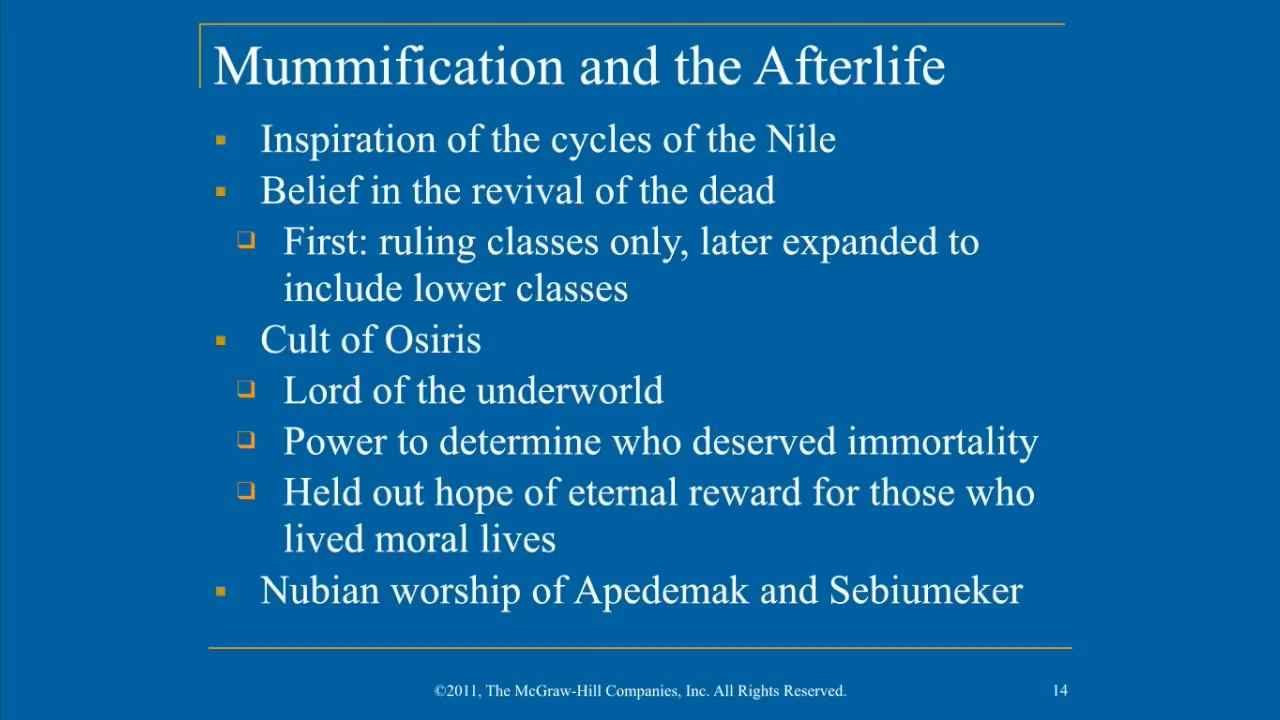 Mummification and the Afterlife
Inspiration of the cycles of the Nile
Belief in the revival of the dead
First: ruling classes only, later expanded to
include lower classes
Cult of Osiris
Lord of the underworld
Power to determine who deserved immortality
Held out hope of eternal reward for those who
lived moral lives
Nubian worship of Apedemak and Sebiumeker
©2011, The McGraw-Hill Companies, Inc. All Rights Reserved.
14